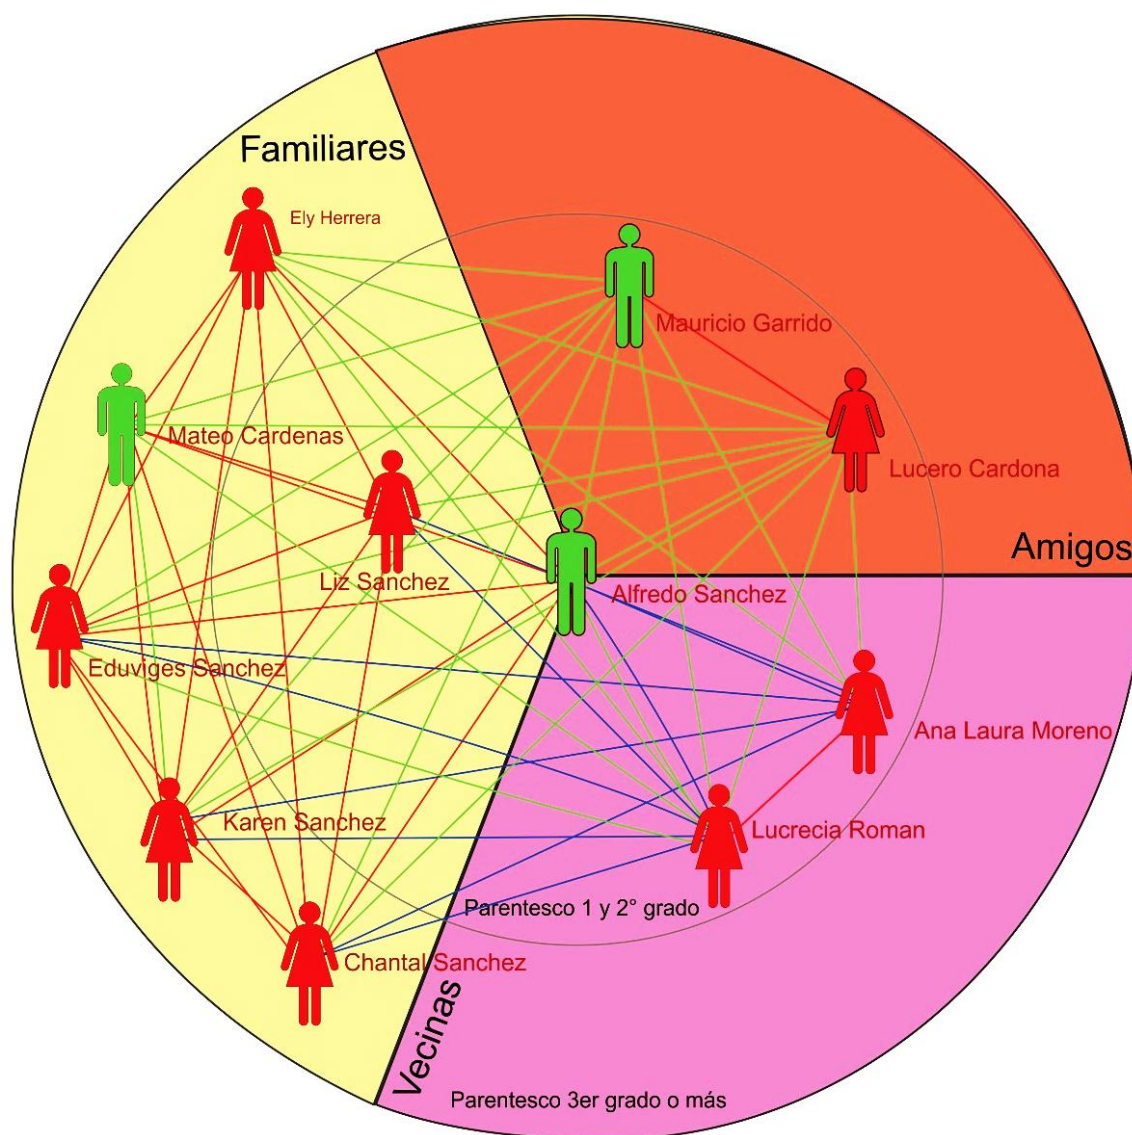 Familiares
Ely Herrera
Mauricio Garrido
Mateo Cardenas
Lucero Cardona
Amigos
Liz Sanchez
Alfredo Sanchez
Eduviges Sanchez
Ana Laura Moreno
Karen Sanchez
Lucrecia Roman
Parentesco 1 y 2° grado
Chantal Sanchez
Vecinas
Parentesco 3er grado o más